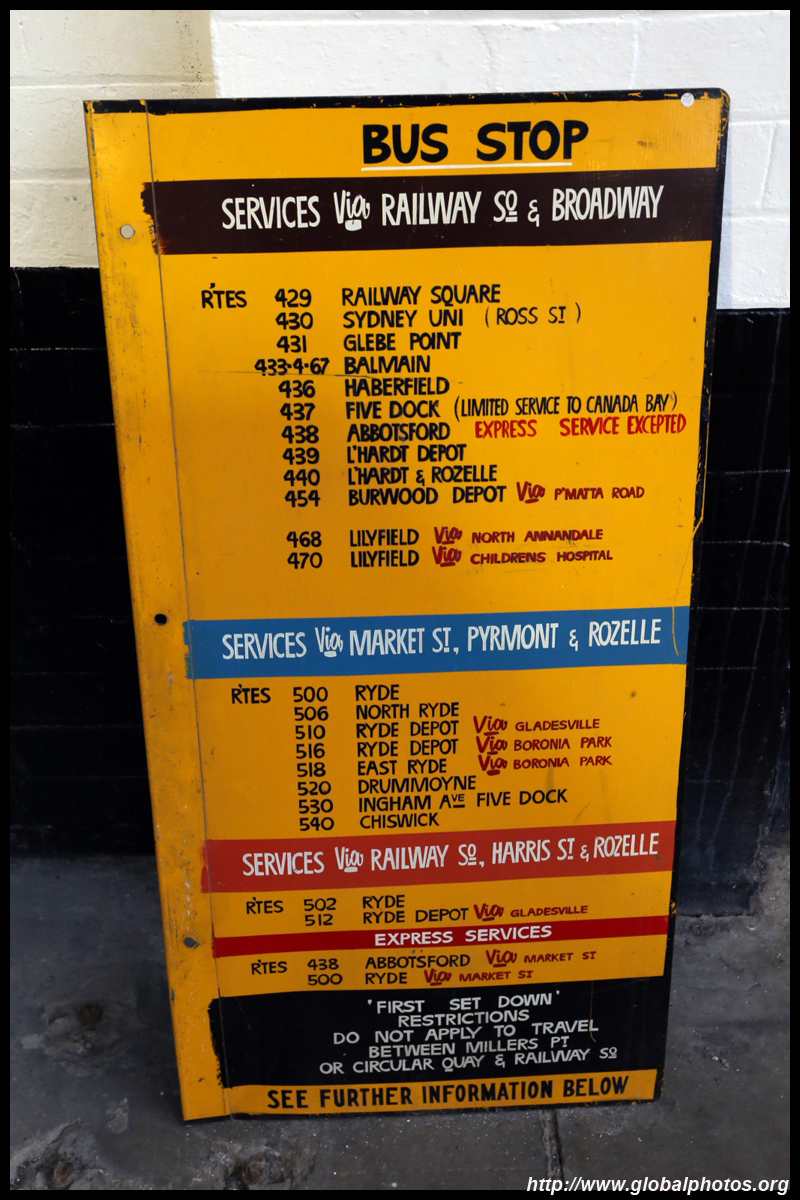 BUS STOP
SERVICES Via RAILWAY SQ & BROADWAY
R'TES 429 RAILWAY SQUARE
430 SYDNEY UNI (ROSS ST)
431 GLEBE POINT
433·4·67 BALMAIN
436 HABERFIELD
437 FIVE DOCK (LIMITED SERVICE TO CANADA BAY)
438 ABBOTSFORD EXPRESS SERVICE EXCEPTED
439 L'HARDT DEPOT
440 L'HARDT & ROZELLE
454 BURWOOD DEPOT Via P'MATTA ROAD
468 LILYFIELD Via NORTH ANNANDALE
470 LILYFIELD Via CHILDRENS HOSPITAL
SERVICES Via MARKET ST, PYRMONT & ROZELLE
R'TES 500 RYDE
506 NORTH RYDE
510 RYDE DEPOT Via GLADESVILLE
516 RYDE DEPOT Via BORONIA PARK
518 EAST RYDE Via BORONIA PARK
520 DRUMMOYNE
530 INGHAM AVE FIVE DOCK
540 CHISWICK
SERVICES Via RAILWAY SQ, HARRIS ST & ROZELLE
R'TES 502 RYDE
512 RYDE DEPOT Via GLADESVILLE
EXPRESS SERVICES
R'TES 438 ABBOTSFORD Via MARKET ST
500 RYDE Via MARKET ST
'FIRST SET DOWN'
RESTRICTIONS
DO NOT APPLY TO TRAVEL
BETWEEN MILLERS PT
OR CIRCULAR QUAY & RAILWAY SQ
SEE FURTHER INFORMATION BELOW
http://www.globalphotos.org